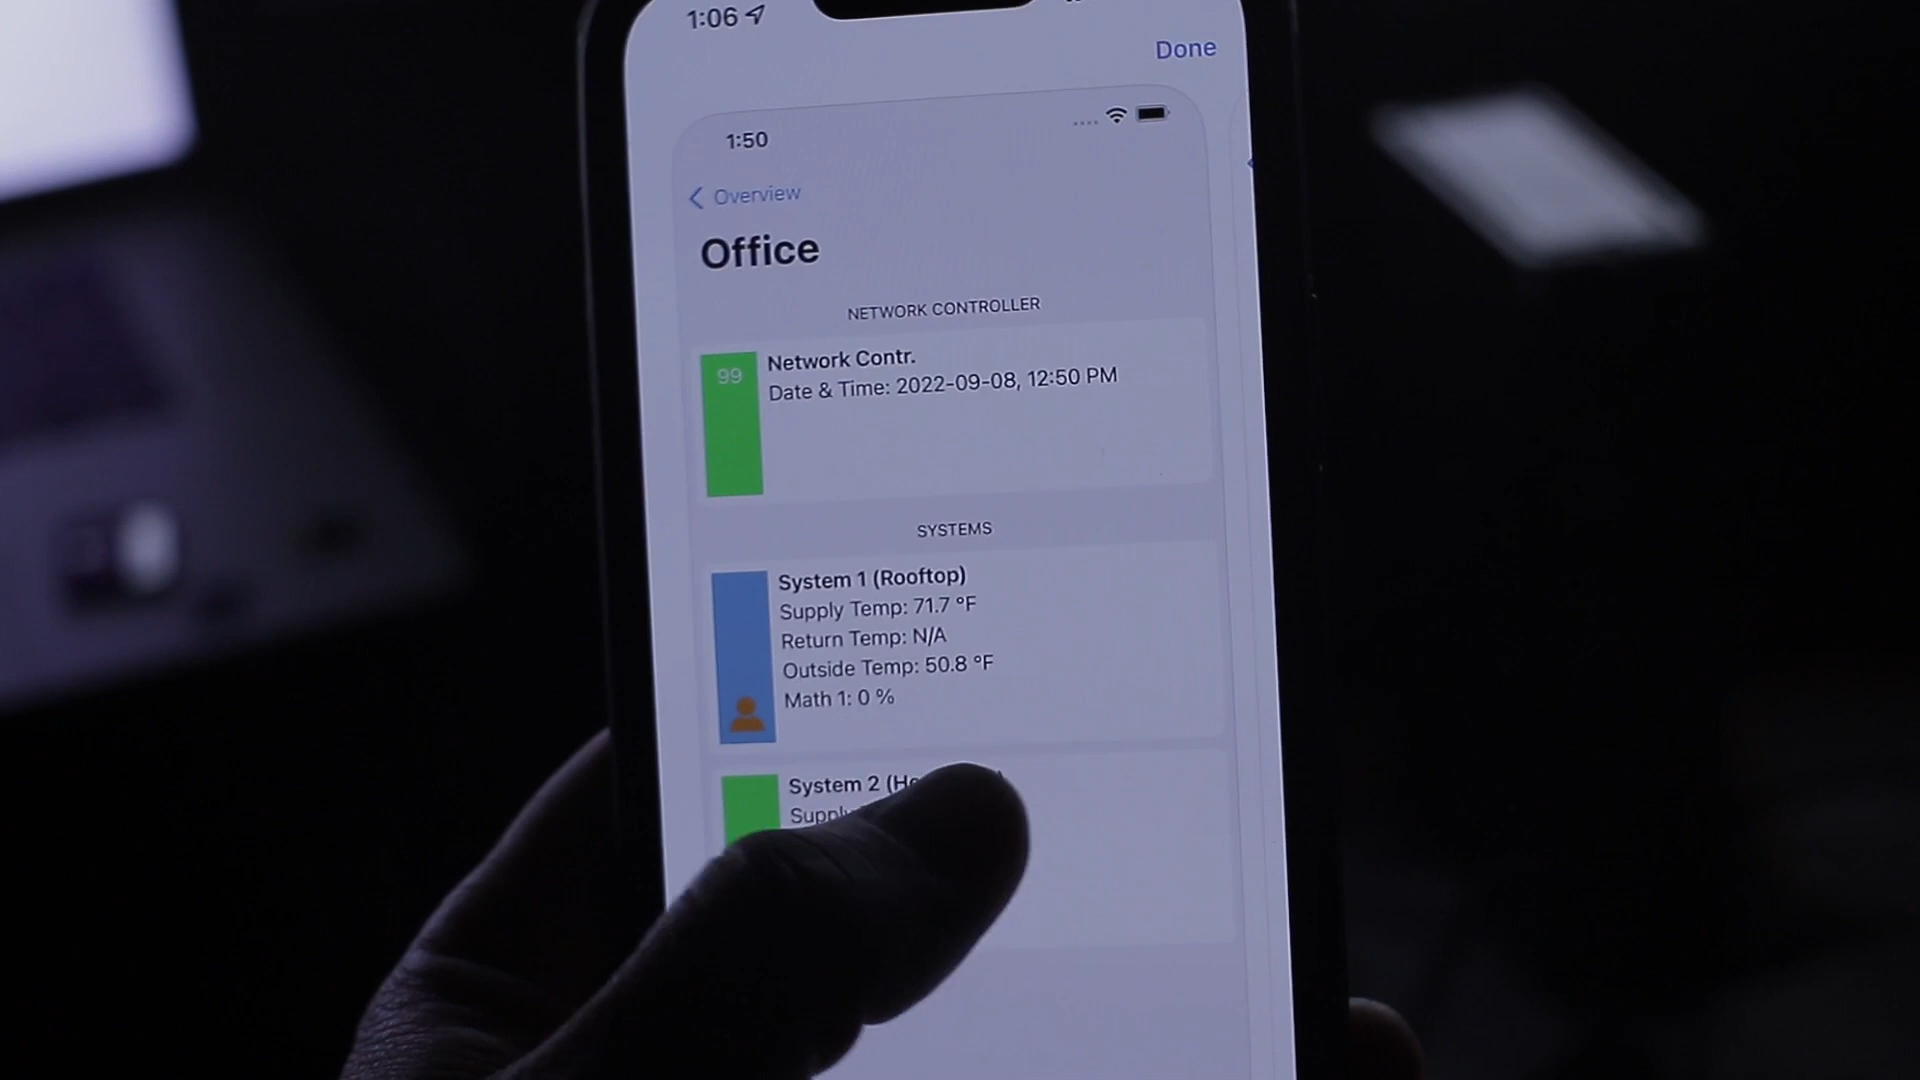 1:06
Done
1:50
Overview
Office
NETWORK CONTROLLER
99
Network Contr.
Date & Time: 2022-09-08, 12:50 PM
SYSTEMS
System 1 (Rooftop)
Supply Temp: 71.7 °F
Return Temp: N/A
Outside Temp: 50.8 °F
Math 1: 0 %
System 2
Supply